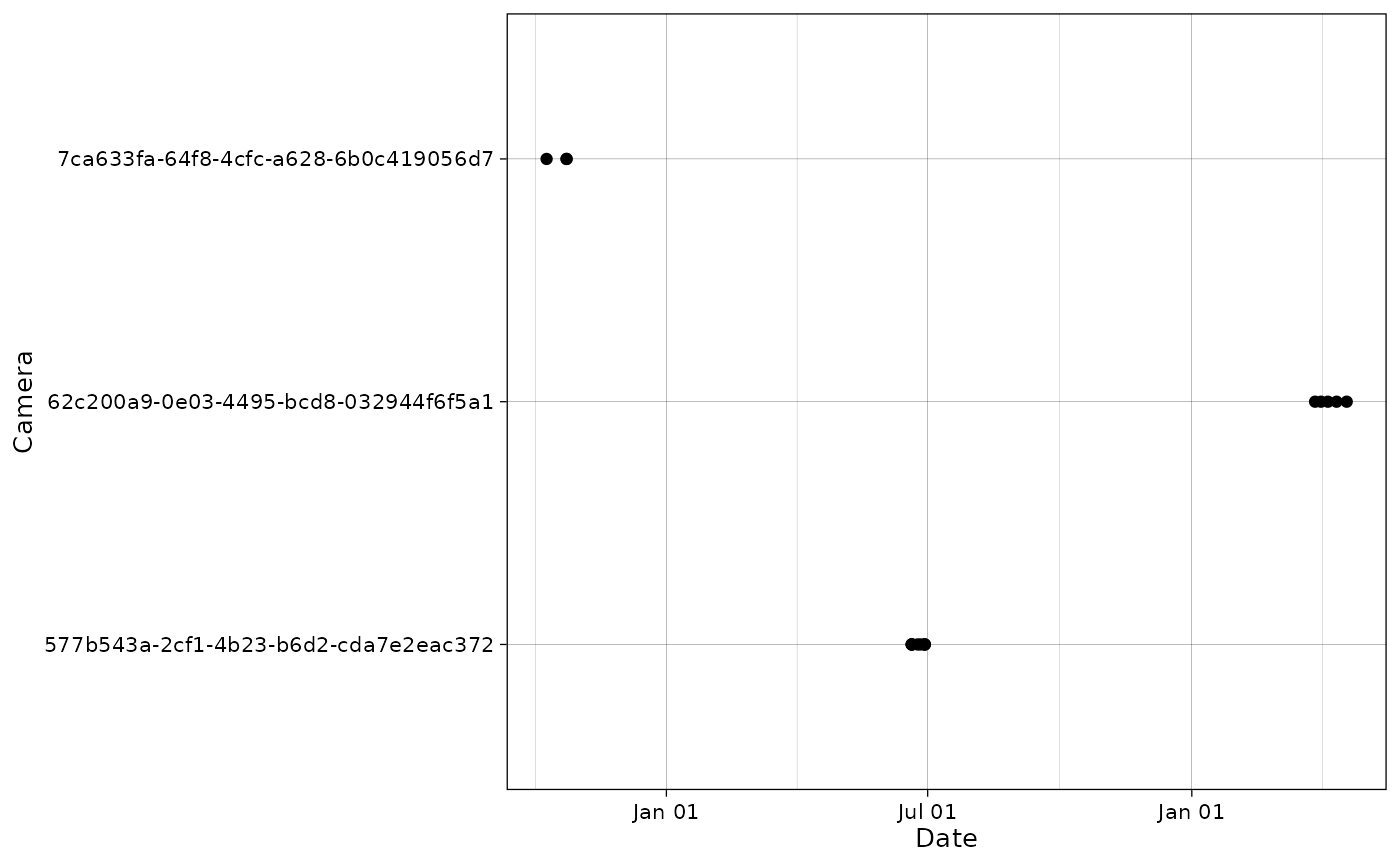 7ca633fa-64f8-4cfc-a628-6b0c419056d7
62c200a9-0e03-4495-bcd8-032944f6f5a1
577b543a-2cf1-4b23-b6d2-cda7e2eac372
Camera
Jan 01
Jul 01
Jan 01
Date